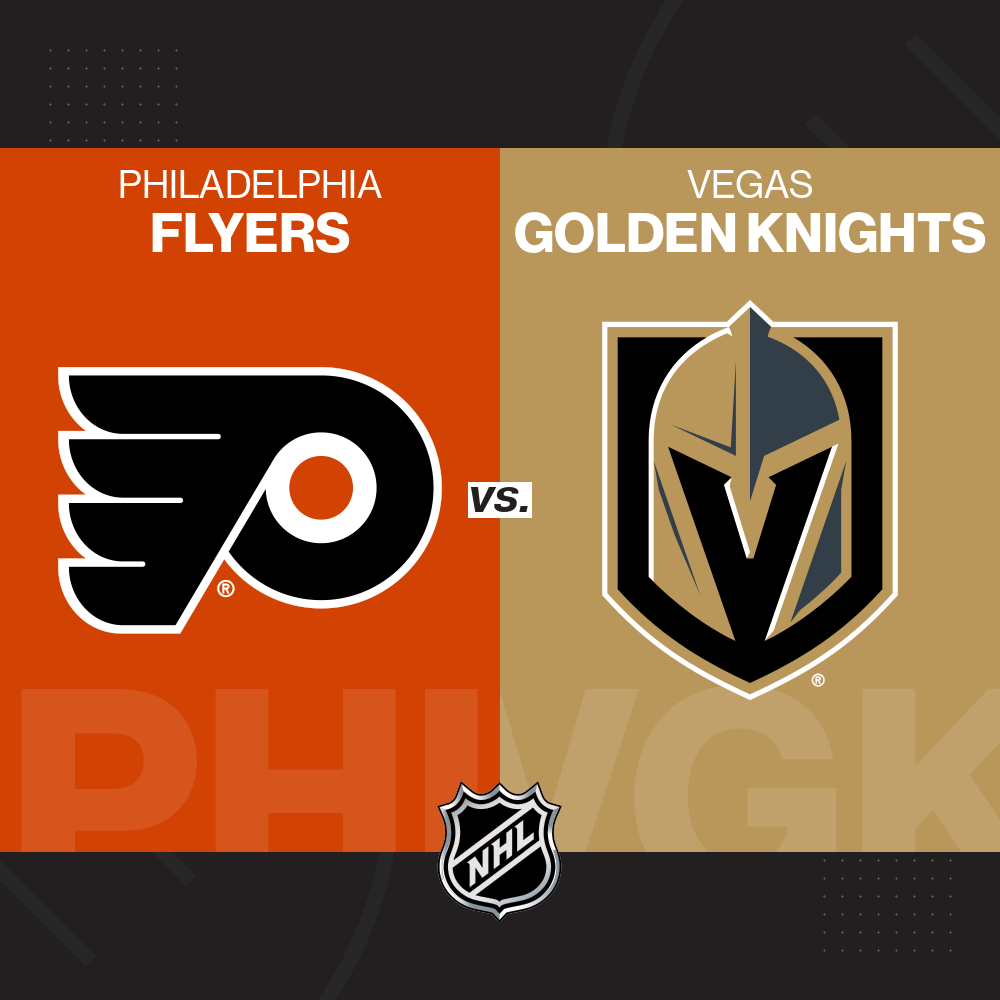 PHILADELPHIA
FLYERS
VEGAS
GOLDEN KNIGHTS
VS.
®
®
PHI
VGK
NHL